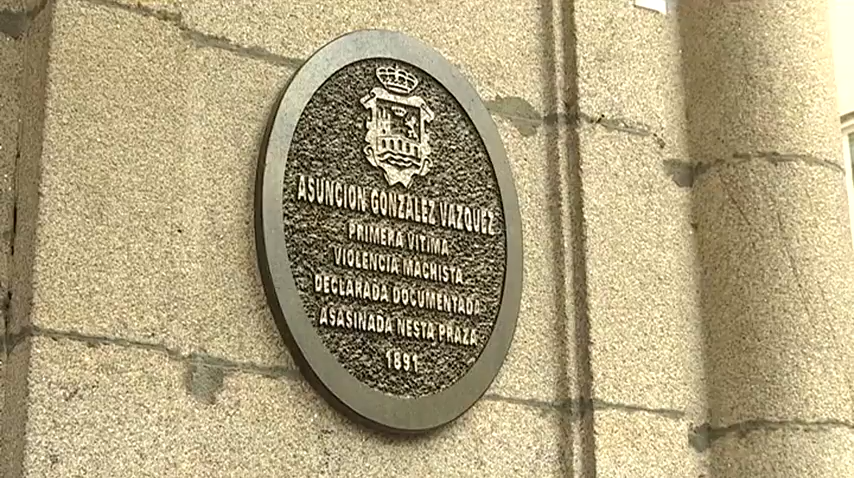 ASUNCION GONZALEZ VAZQUEZ
PRIMERA VITIMA
VIOLENCIA MACHISTA
DECLARADA DOCUMENTADA
ASASINADA NESTA PRAZA
1891